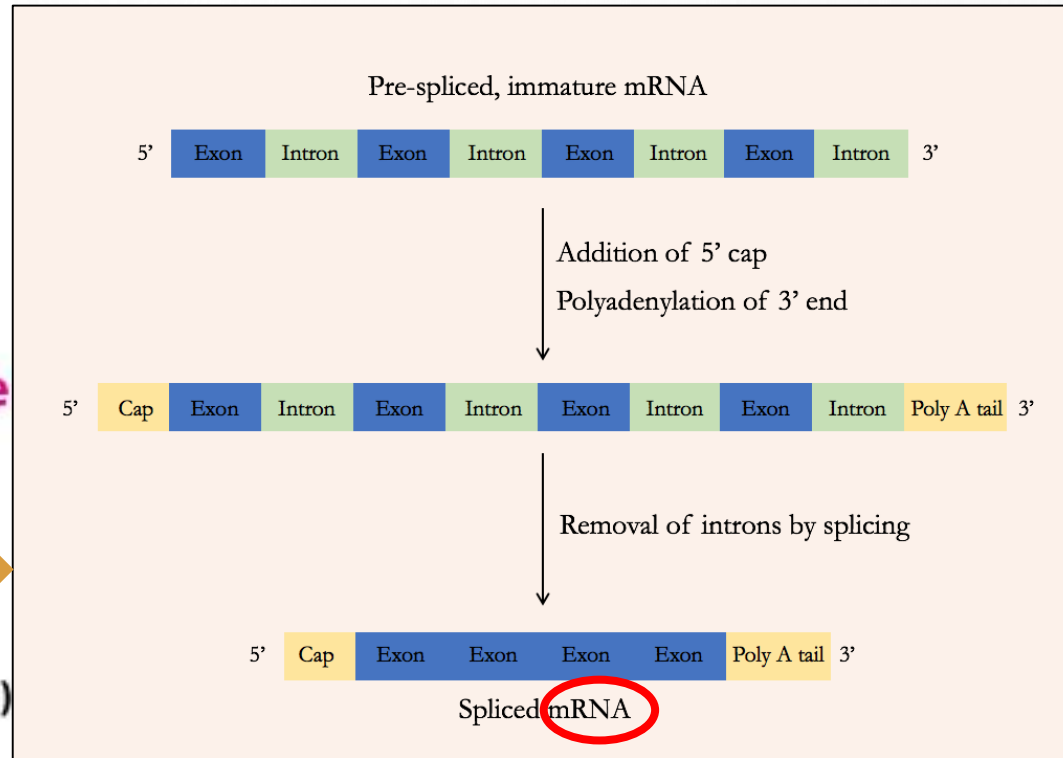 Pre-spliced, immature mRNA
5’ Exon Intron Exon Intron Exon Intron Exon Intron 3’
Addition of 5’ cap
Polyadenylation of 3’ end
e
5’ Cap Exon Intron Exon Intron Exon Intron Exon Intron Poly A tail 3’
Removal of introns by splicing
5’ Cap Exon Exon Exon Exon Poly A tail 3’
)
Spliced mRNA